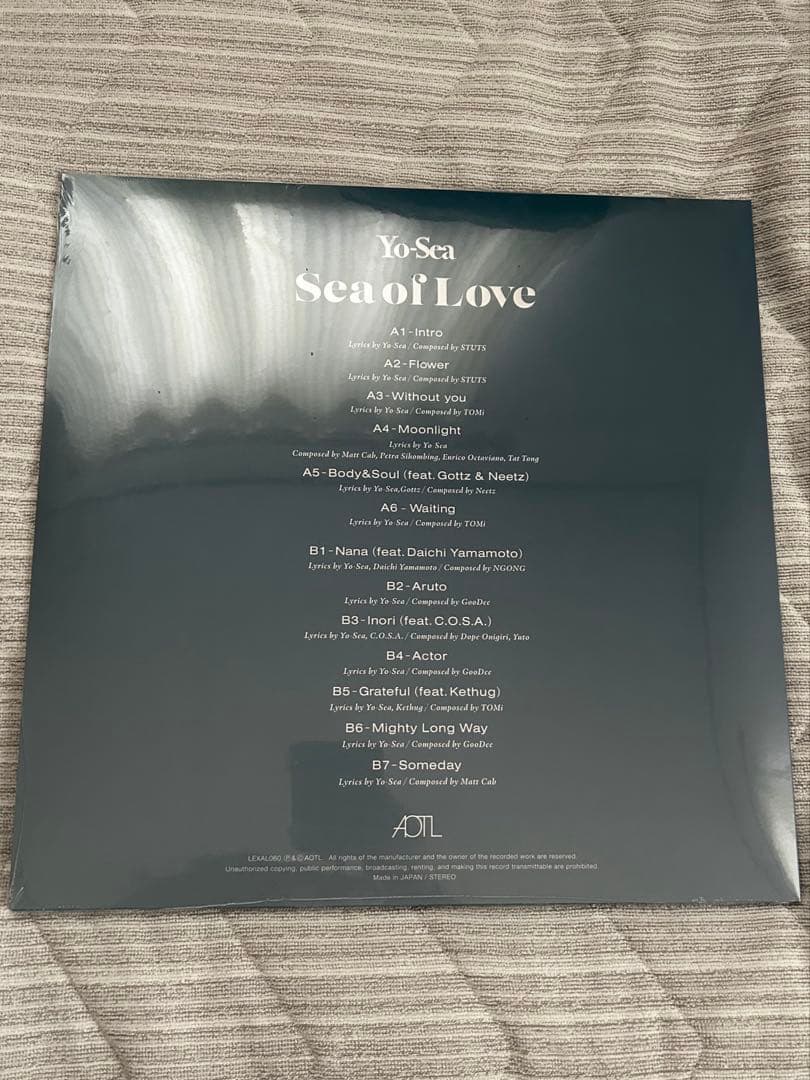 Yo-Sea
Sea of Love
A1-Intro
Lyrics by Yo-Sea / Composed by STUTS
A2-Flower
Lyrics by Yo-Sea / Composed by STUTS
A3-Without you
Lyrics by Yo-Sea / Composed by TOMi
A4-Moonlight
Lyrics by Yo-Sea
Composed by Matt Cab, Petra Sihombing, Enrico Octaviano, Tat Tong
A5-Body&Soul (feat. Gottz & Neetz)
Lyrics by Yo-Sea,Gottz / Composed by Neetz
A6 - Waiting
Lyrics by Yo-Sea / Composed by TOMi
B1-Nana (feat. Daichi Yamamoto)
Lyrics by Yo-Sea, Daichi Yamamoto / Composed by NGONG
B2-Aruto
Lyrics by Yo-Sea / Composed by GooDee
B3-Inori (feat. C.O.S.A.)
Lyrics by Yo-Sea, C.O.S.A. / Composed by Dope Onigiri, Yuto
B4-Actor
Lyrics by Yo-Sea / Composed by GooDee
B5-Grateful (feat. Kethug)
Lyrics by Yo-Sea, Kethug / Composed by TOMi
B6-Mighty Long Way
Lyrics by Yo-Sea / Composed by GooDee
B7-Someday
Lyrics by Yo-Sea / Composed by Matt Cab
AOTL
LEXAL060 Ⓟ&ⒸAOTL. All rights of the manufacturer and the owner of the recorded work are reserved.
Unauthorized copying, public performance, broadcasting, renting, and making this record transmittable are prohibited.
Made in JAPAN / STEREO